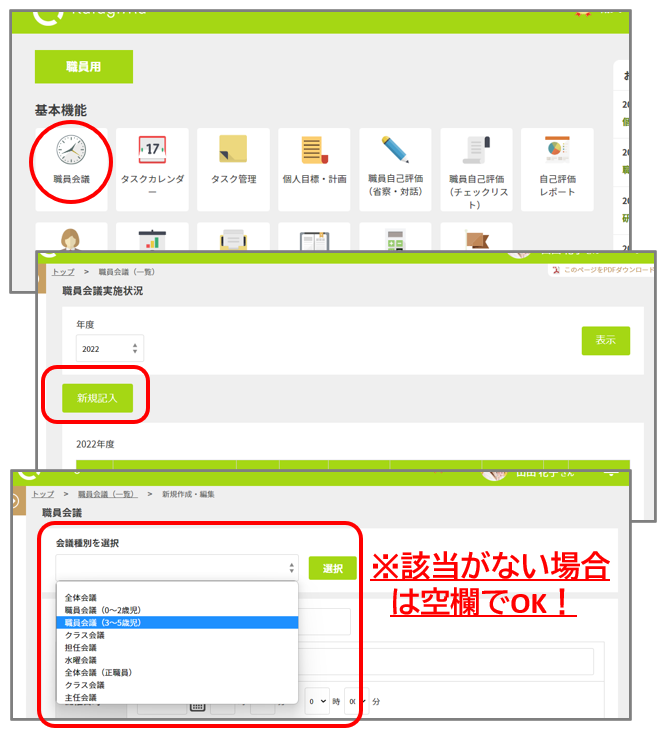 職員用
基本機能
職員会議
タスクカレンダ
ー
タスク管理
個人目標・計画
職員自己評価
（省察・対話）
職員自己評価
（チェックリス
ト）
自己評価
レポート
17
トップ > 職員会議（一覧）
このページをPDFダウンロード
職員会議実施状況
年度
2022
表示
新規記入
2022年度
トップ > 職員会議（一覧） > 新規作成・編集
職員会議
会議種別を選択
選択
全体会議
職員会議（0〜2歳児）
職員会議（3〜5歳児）
クラス会議
担任会議
水曜会議
全体会議（正職員）
クラス会議
主任会議
0 時 00 分
※該当がない場合
は空欄でOK！